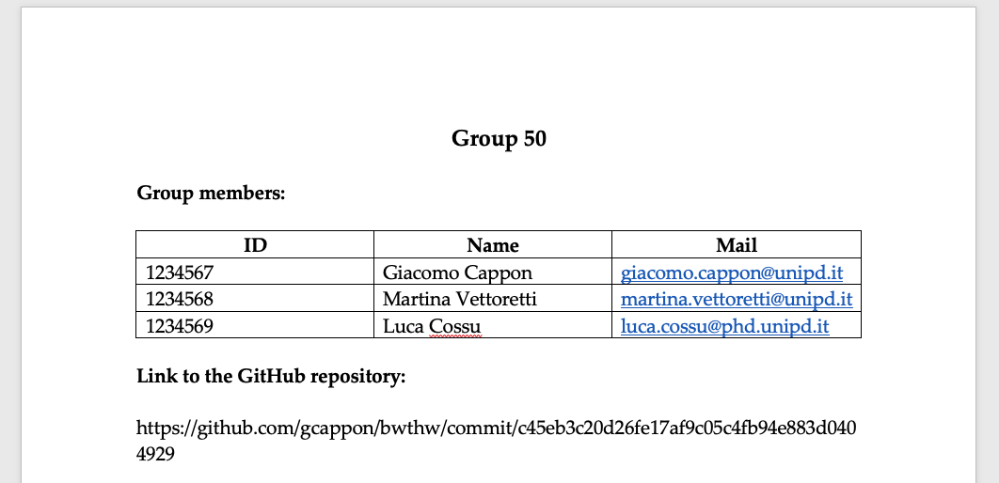 Group 50
Group members:
ID Name Mail
1234567 Giacomo Cappon giacomo.cappon@unipd.it
1234568 Martina Vettoretti martina.vettoretti@unipd.it
1234569 Luca Cossu luca.cossu@phd.unipd.it
Link to the GitHub repository:
https://github.com/gcappon/bwthw/commit/c45eb3c20d26fe17af9c05c4fb94e883d040
4929